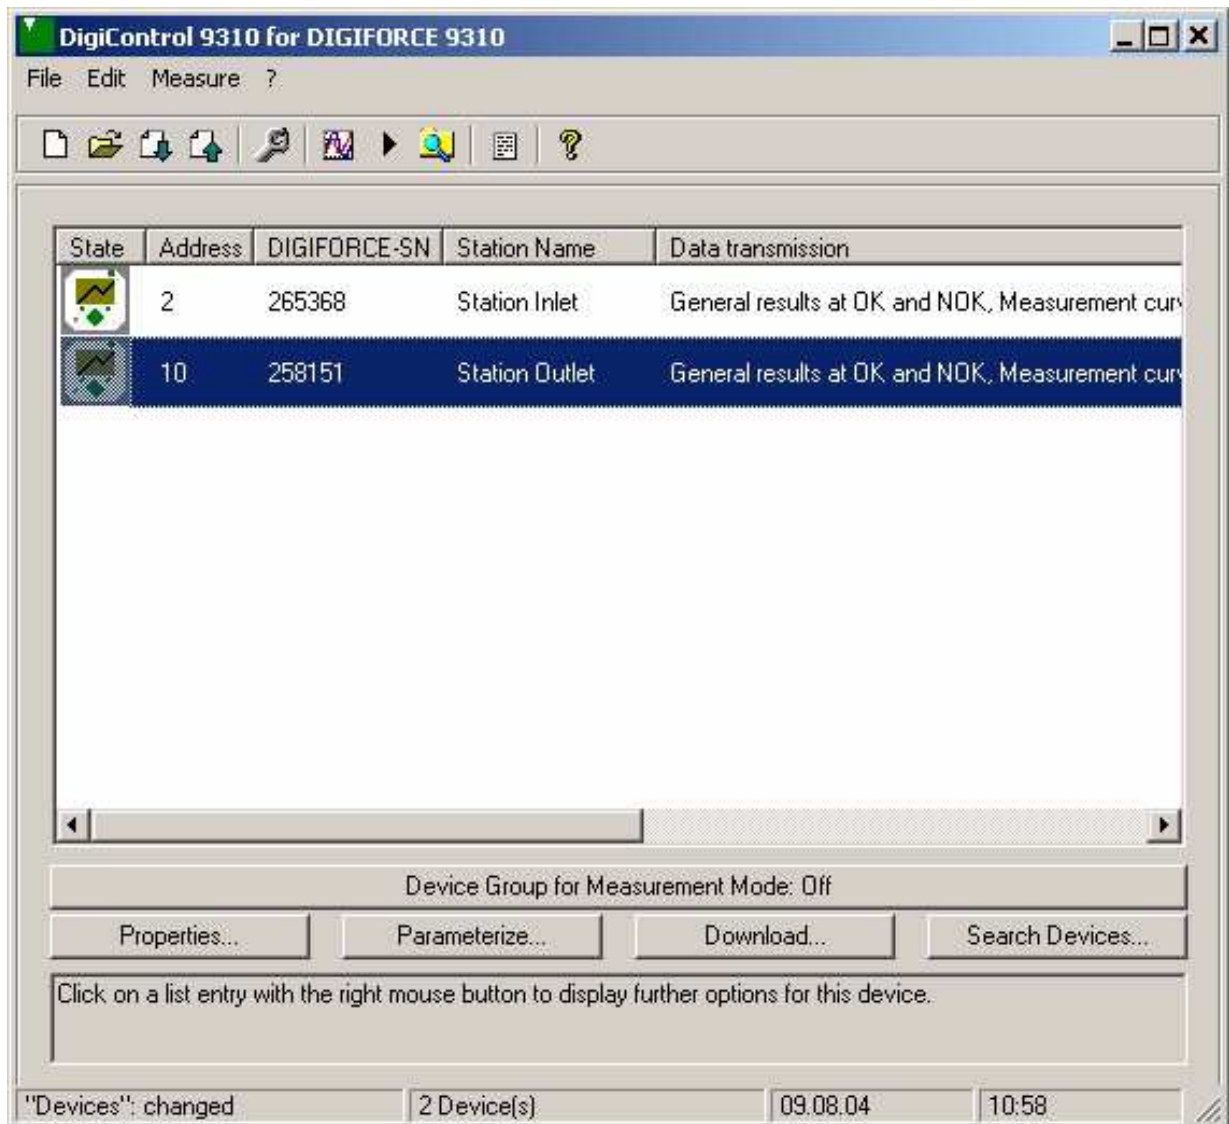 DigiControl 9310 for DIGIFORCE 9310
File Edit Measure ?
State Address DIGIFORCE-SN Station Name Data transmission
2 265368 Station Inlet General results at OK and NOK, Measurement curv
10 258151 Station Outlet General results at OK and NOK, Measurement curv
Device Group for Measurement Mode: Off
Properties... Parameterize... Download... Search Devices...
Click on a list entry with the right mouse button to display further options for this device.
"Devices": changed 2 Device(s) 09.08.04 10:58